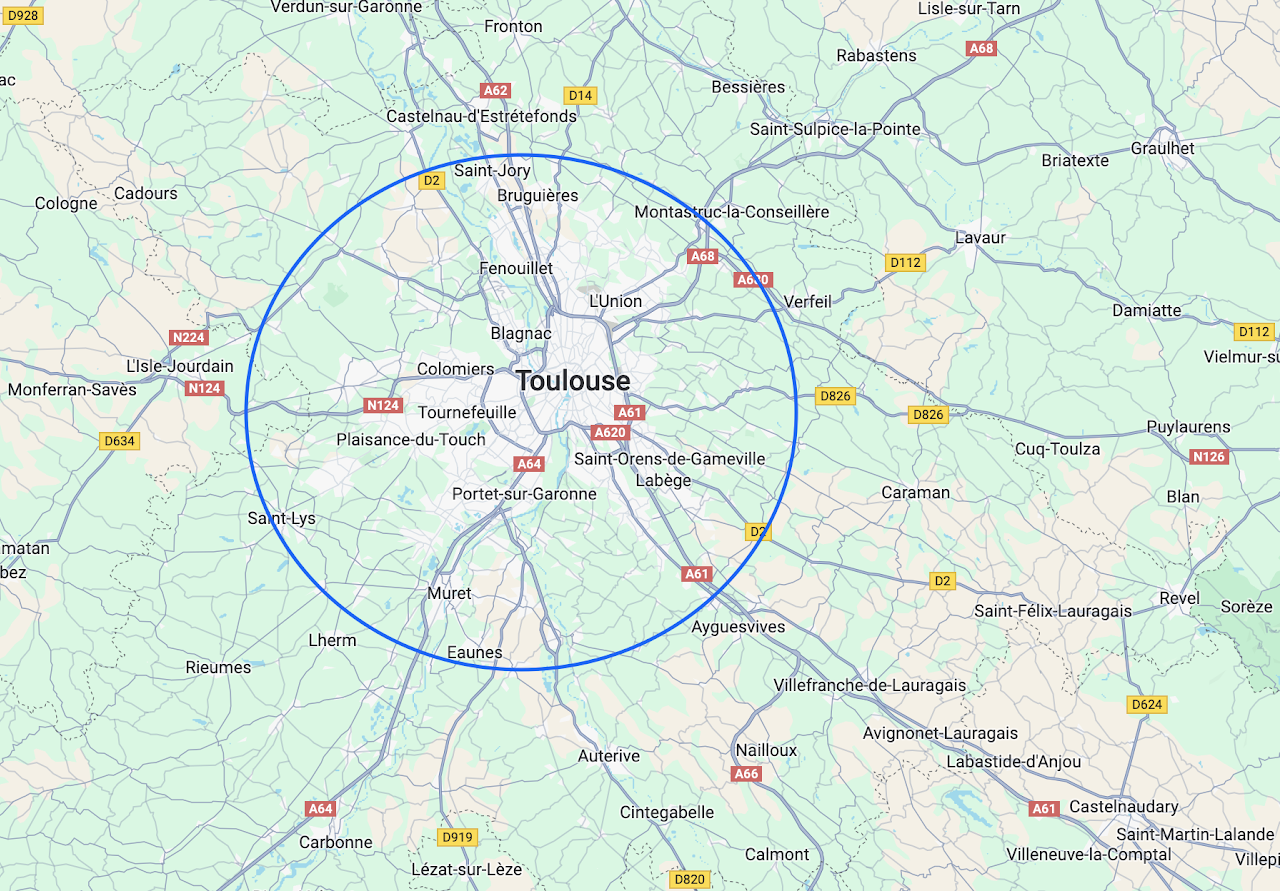 Verdun-sur-Garonne
Lisle-sur-Tarn
D928
Fronton
A68
Rabastens
ac
Bessières
A62
D14
Castelnau-d'Estrétefonds
Saint-Sulpice-la-Pointe
Graulhet
Briatexte
Saint-Jory
D2
Cadours
Bruguières
Cologne
Montastruc-la-Conseillère
Lavaur
A68
D112
Fenouillet
A680
L'Union
Verfeil
Damiatte
Blagnac
N224
D112
Vielmur-su
L'Isle-Jourdain
Colomiers
Toulouse
Monferran-Savès
N124
D826
N124
Tournefeuille
A61
D826
Puylaurens
A620
D634
Plaisance-du-Touch
Cuq-Toulza
N126
Saint-Orens-de-Gameville
A64
Labège
Portet-sur-Garonne
Caraman
Blan
Saint-Lys
D2
matan
bez
A61
D2
Muret
Revel
Sorèze
Saint-Félix-Lauragais
Ayguesvives
Lherm
Eaunes
Rieumes
Villefranche-de-Lauragais
D624
Avignonet-Lauragais
Nailloux
Auterive
Labastide-d'Anjou
A66
A64
A61
Castelnaudary
Cintegabelle
Saint-Martin-Lalande
D919
Carbonne
Calmont
Villeneuve-la-Comptal
Villepi
Lézat-sur-Lèze
D820